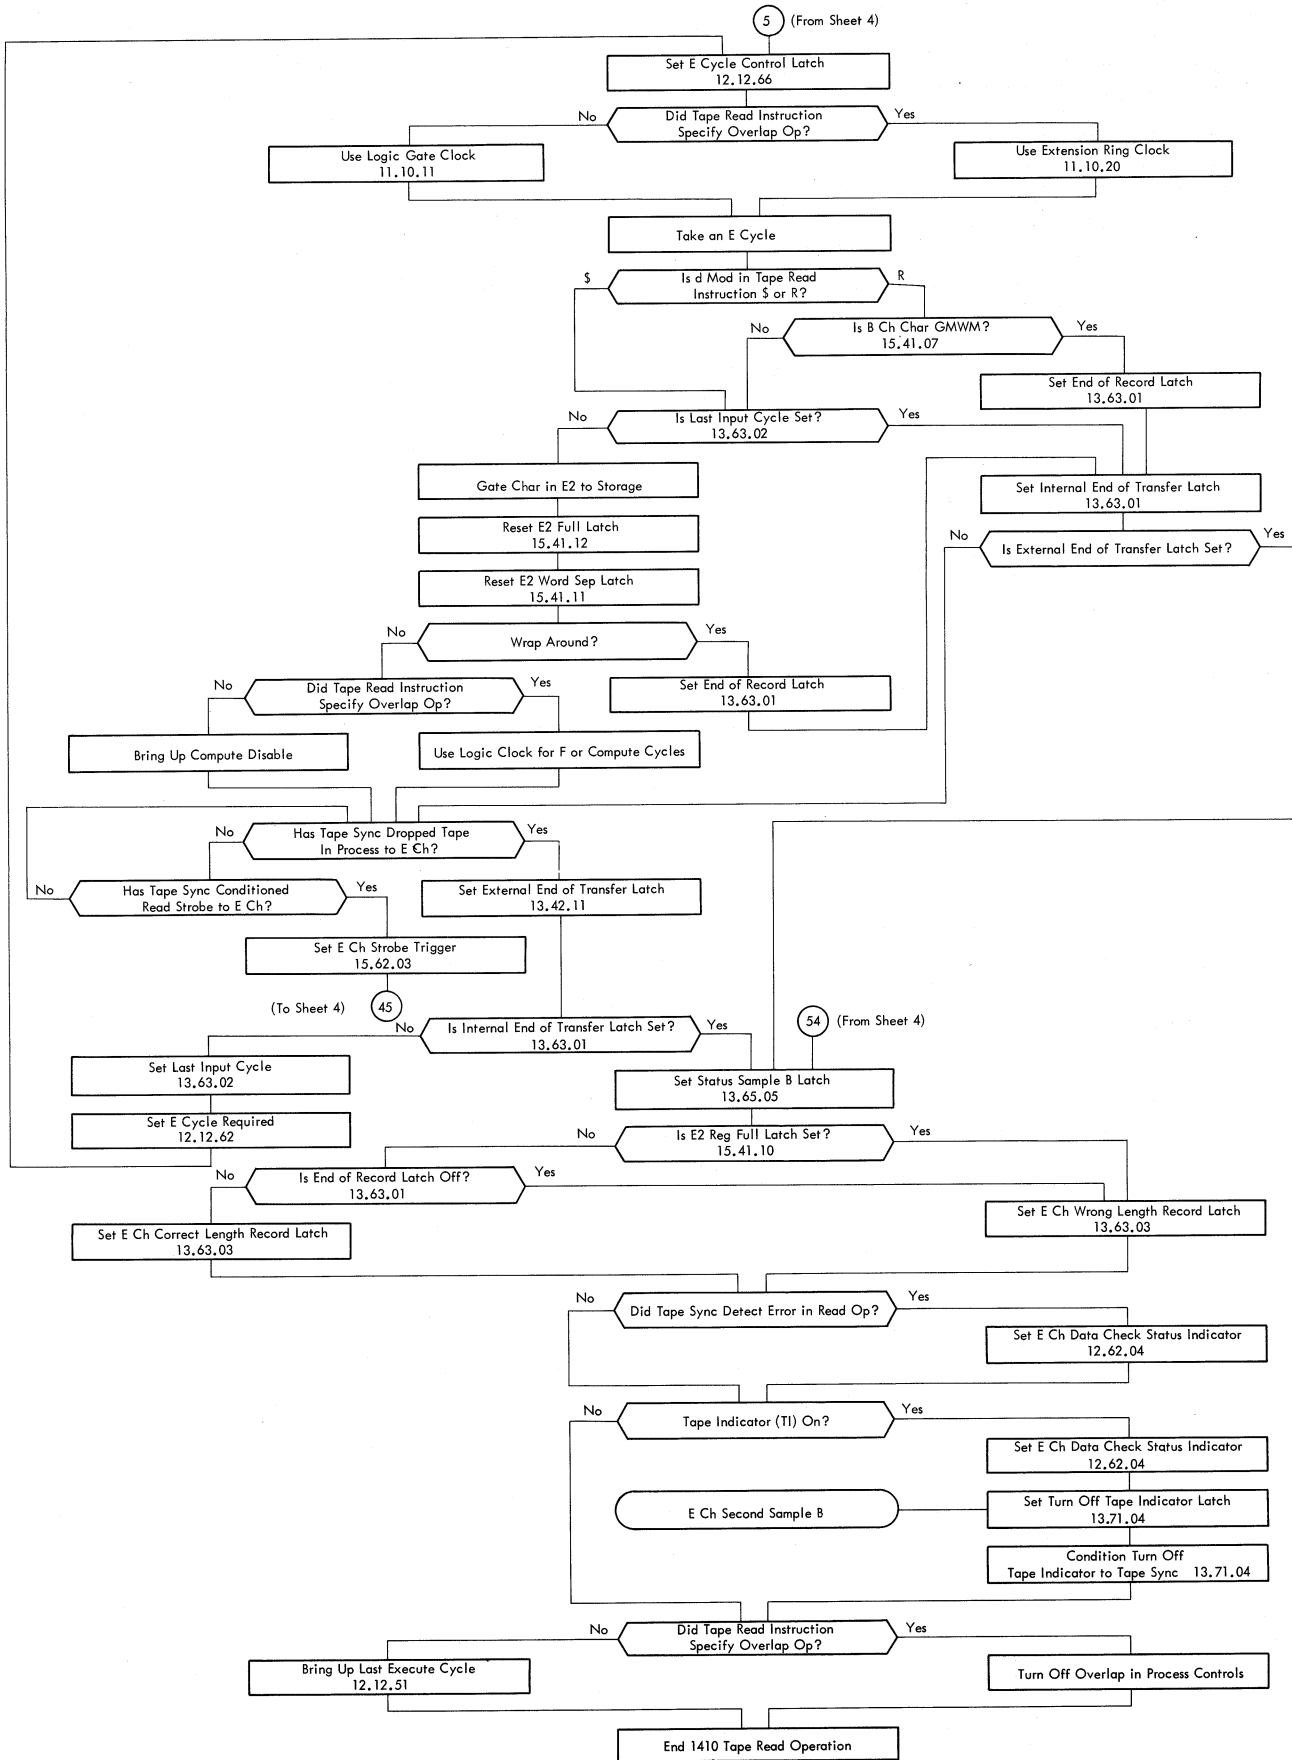 5 (From Sheet 4)
Set E Cycle Control Latch
12.12.66
No
Did Tape Read Instruction
Specify Overlap Op?
Yes
Use Logic Gate Clock
11.10.11
Use Extension Ring Clock
11.10.20
Take an E Cycle
$
Is d Mod in Tape Read
Instruction $ or R?
R
No
Is B Ch Char GMWM?
15.41.07
Yes
Set End of Record Latch
13.63.01
No
Is Last Input Cycle Set?
13.63.02
Yes
Gate Char in E2 to Storage
Set Internal End of Transfer Latch
13.63.01
Reset E2 Full Latch
15.41.12
No
Is External End of Transfer Latch Set?
Yes
Reset E2 Word Sep Latch
15.41.11
No
Wrap Around?
Yes
No
Did Tape Read Instruction
Specify Overlap Op?
Yes
Set End of Record Latch
13.63.01
Bring Up Compute Disable
Use Logic Clock for F or Compute Cycles
No
Has Tape Sync Dropped Tape
In Process to E Ch?
Yes
No
Has Tape Sync Conditioned
Read Strobe to E Ch?
Yes
Set External End of Transfer Latch
13.42.11
Set E Ch Strobe Trigger
15.62.03
(To Sheet 4) 45
54 (From Sheet 4)
No
Is Internal End of Transfer Latch Set?
13.63.01
Yes
Set Last Input Cycle
13.63.02
Set Status Sample B Latch
13.65.05
Set E Cycle Required
12.12.62
No
Is E2 Reg Full Latch Set?
15.41.10
Yes
No
Is End of Record Latch Off?
13.63.01
Yes
Set E Ch Correct Length Record Latch
13.63.03
Set E Ch Wrong Length Record Latch
13.63.03
No
Did Tape Sync Detect Error in Read Op?
Yes
Set E Ch Data Check Status Indicator
12.62.04
No
Tape Indicator (TI) On?
Yes
Set E Ch Data Check Status Indicator
12.62.04
E Ch Second Sample B
Set Turn Off Tape Indicator Latch
13.71.04
Condition Turn Off
Tape Indicator to Tape Sync 13.71.04
No
Did Tape Read Instruction
Specify Overlap Op?
Yes
Bring Up Last Execute Cycle
12.12.51
Turn Off Overlap in Process Controls
End 1410 Tape Read Operation